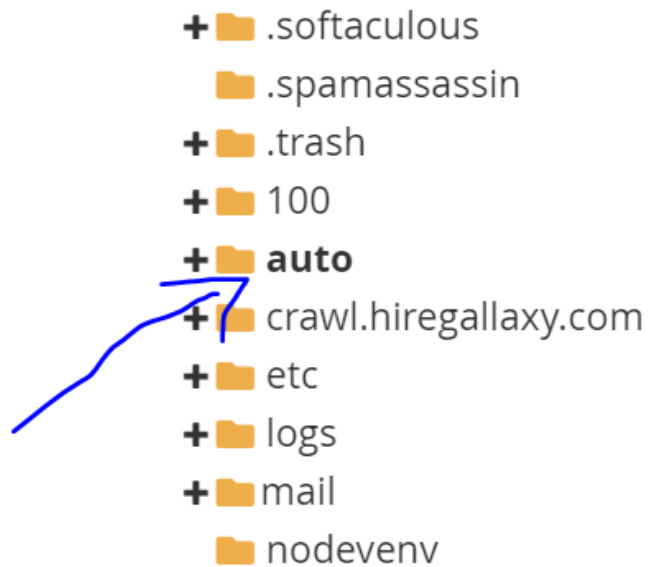 .softaculous
.spamassassin
.trash
100
auto
crawl.hiregallaxy.com
etc
logs
mail
nodevenv